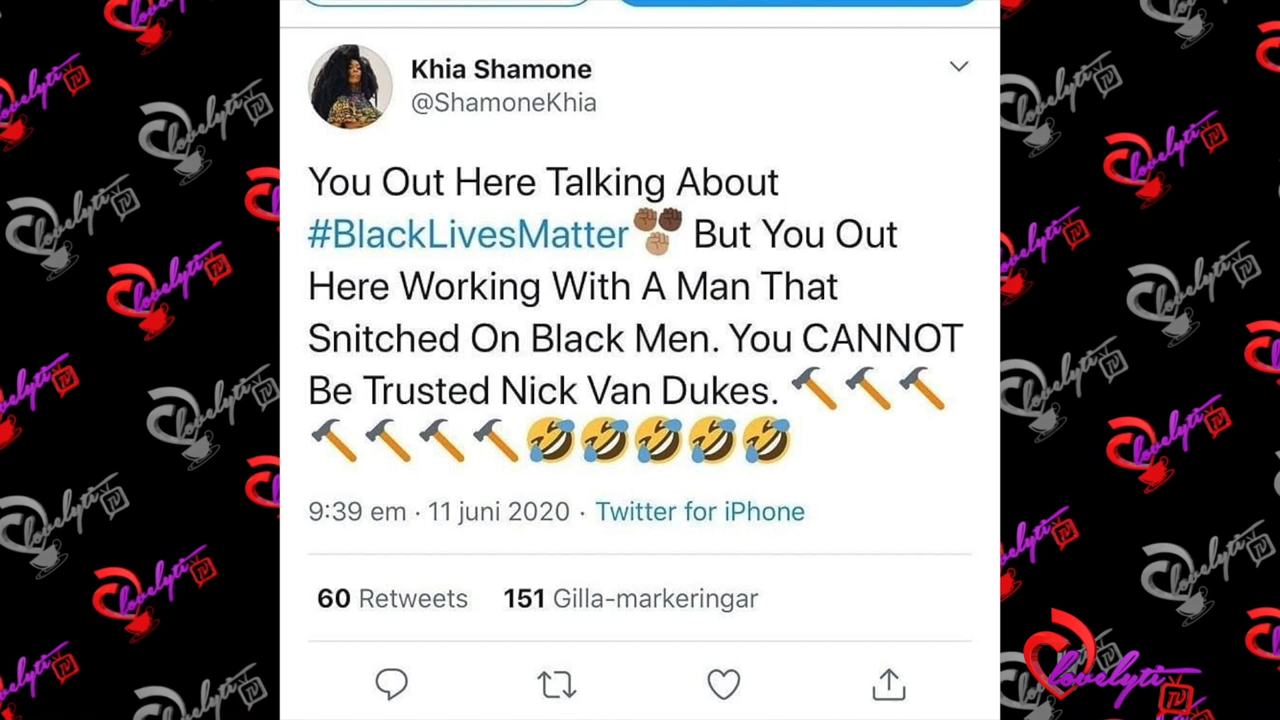 Khia Shamone
@ShamoneKhia
You Out Here Talking About
#BlackLivesMatter✊🏾✊🏿✊🏽 But You Out
Here Working With A Man That
Snitched On Black Men. You CANNOT
Be Trusted Nick Van Dukes. 🔨🔨🔨
🔨🔨🔨🔨🤣🤣🤣🤣🤣
9:39 em · 11 juni 2020 · Twitter for iPhone
60 Retweets 151 Gilla-markeringar
lovelyti TV